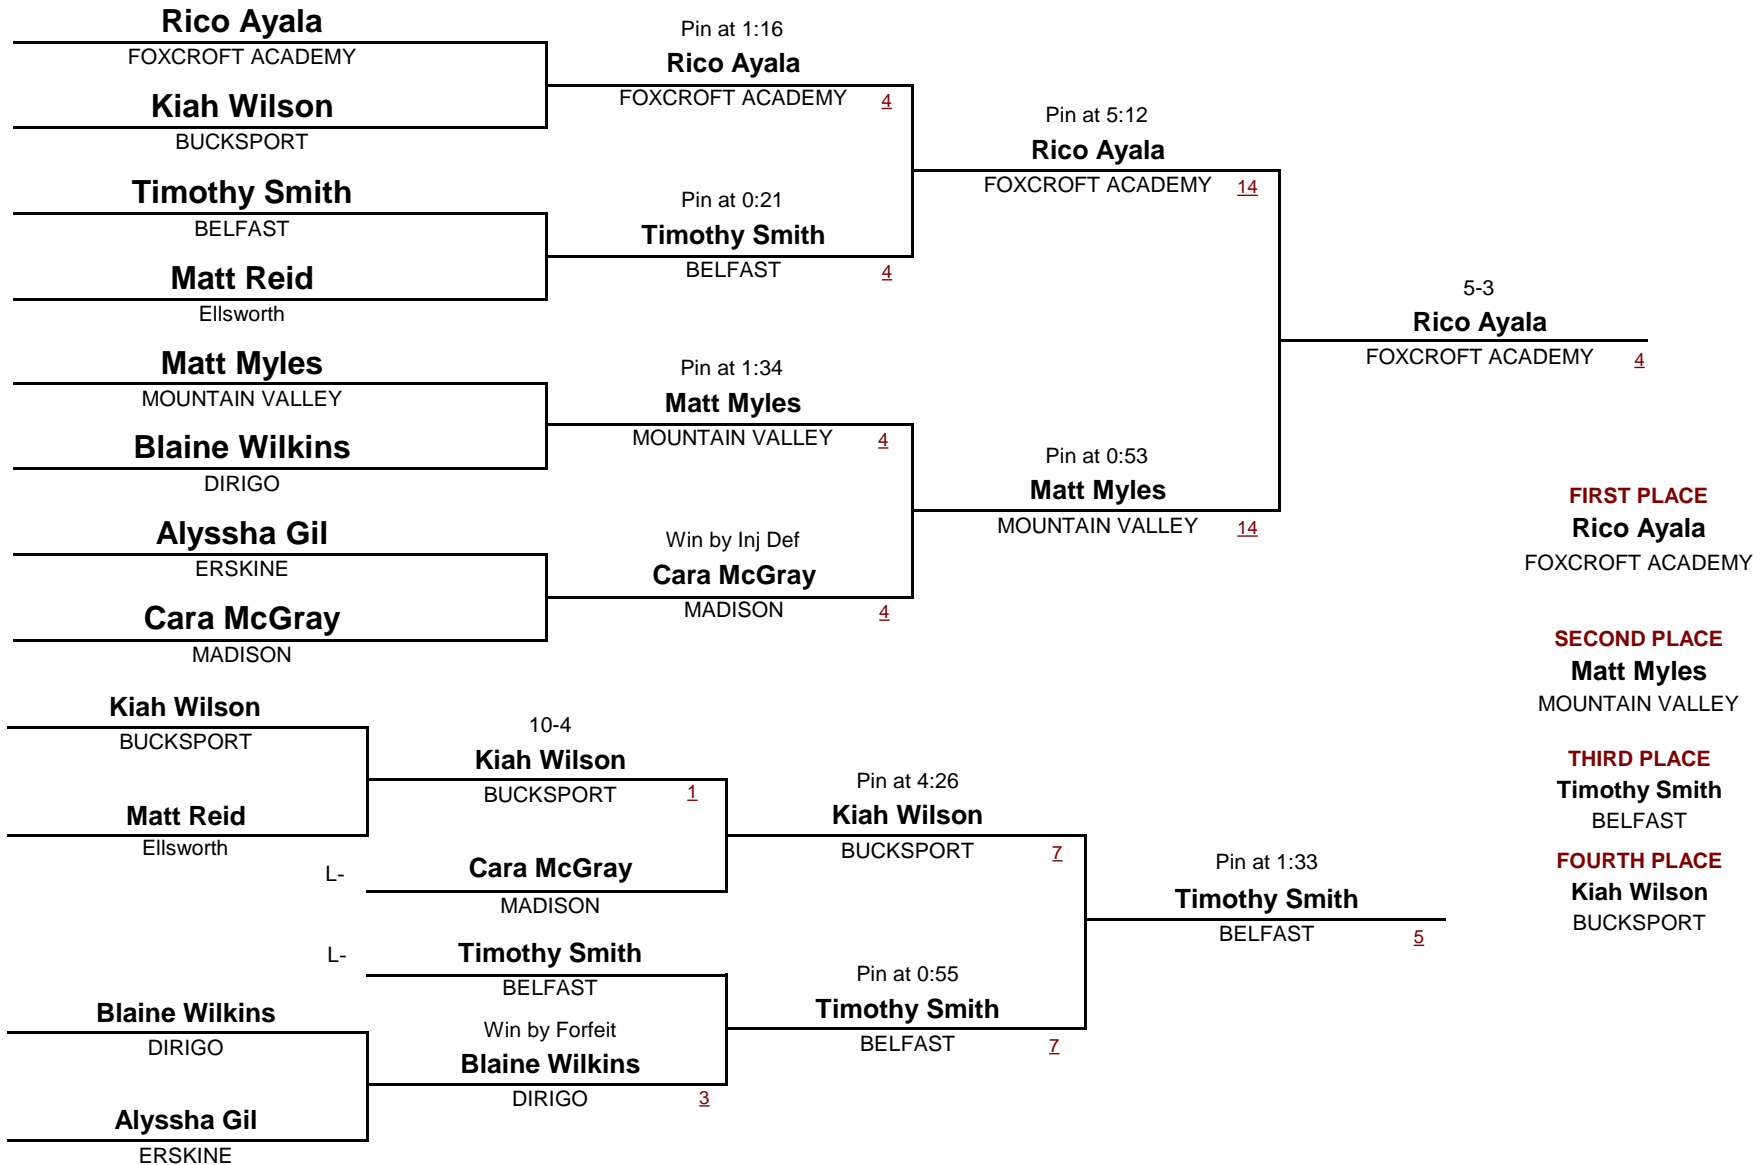 Rico Ayala
FOXCROFT ACADEMY
Kiah Wilson
BUCKSPORT
Timothy Smith
BELFAST
Matt Reid
Ellsworth
Matt Myles
MOUNTAIN VALLEY
Blaine Wilkins
DIRIGO
Alyssha Gil
ERSKINE
Cara McGray
MADISON
Pin at 1:16
Rico Ayala
FOXCROFT ACADEMY 4
Pin at 0:21
Timothy Smith
BELFAST 4
Pin at 1:34
Matt Myles
MOUNTAIN VALLEY 4
Win by Inj Def
Cara McGray
MADISON 4
Pin at 5:12
Rico Ayala
FOXCROFT ACADEMY 14
Pin at 0:53
Matt Myles
MOUNTAIN VALLEY 14
5-3
Rico Ayala
FOXCROFT ACADEMY 4
FIRST PLACE
Rico Ayala
FOXCROFT ACADEMY
SECOND PLACE
Matt Myles
MOUNTAIN VALLEY
THIRD PLACE
Timothy Smith
BELFAST
FOURTH PLACE
Kiah Wilson
BUCKSPORT
Kiah Wilson
BUCKSPORT
Matt Reid
Ellsworth
Blaine Wilkins
DIRIGO
Alyssha Gil
ERSKINE
10-4
Kiah Wilson
BUCKSPORT 1
L- Cara McGray
MADISON
L- Timothy Smith
BELFAST
Win by Forfeit
Blaine Wilkins
DIRIGO 3
Pin at 4:26
Kiah Wilson
BUCKSPORT 7
Pin at 0:55
Timothy Smith
BELFAST 7
Pin at 1:33
Timothy Smith
BELFAST 5